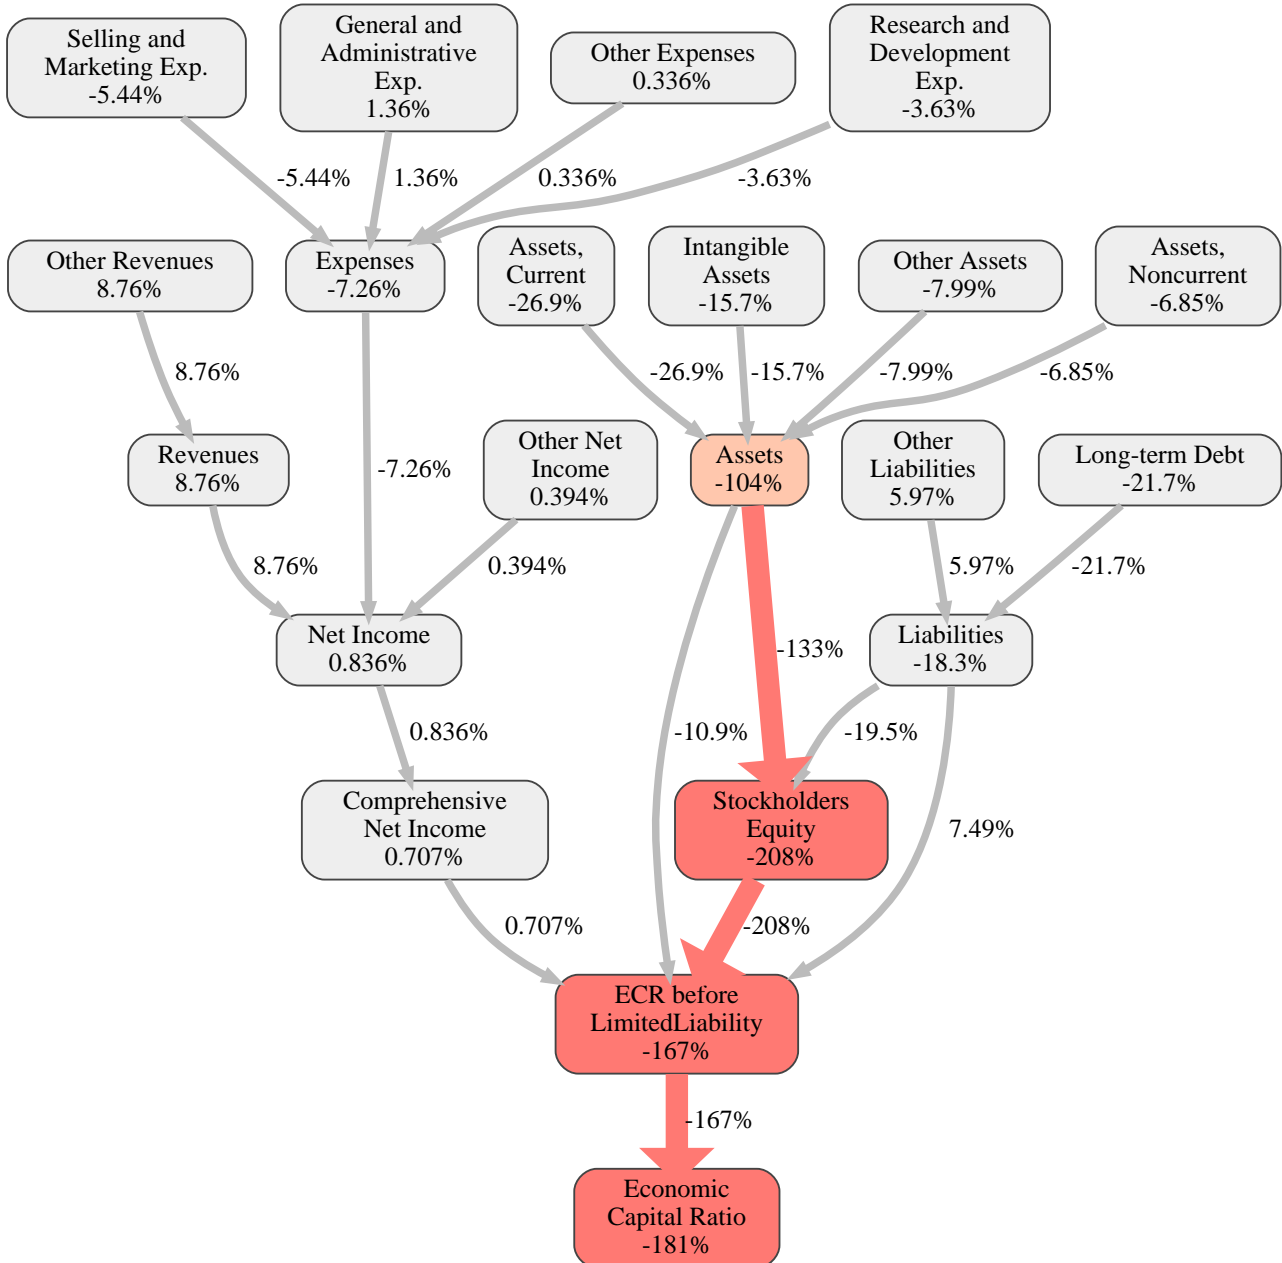 Selling and
Marketing Exp.
-5.44%
General and
Administrative
Exp.
1.36%
Other Expenses
0.336%
Research and
Development
Exp.
-3.63%
-5.44%
1.36%
0.336%
-3.63%
Other Revenues
8.76%
Expenses
-7.26%
Assets,
Current
-26.9%
Intangible
Assets
-15.7%
Other Assets
-7.99%
Assets,
Noncurrent
-6.85%
8.76%
-26.9%
-15.7%
-7.99%
-6.85%
Revenues
8.76%
-7.26%
Other Net
Income
0.394%
Assets
-104%
Other
Liabilities
5.97%
Long-term Debt
-21.7%
8.76%
0.394%
5.97%
-21.7%
Net Income
0.836%
-133%
Liabilities
-18.3%
0.836%
-10.9%
-19.5%
Comprehensive
Net Income
0.707%
Stockholders
Equity
-208%
7.49%
0.707%
-208%
ECR before
LimitedLiability
-167%
-167%
Economic
Capital Ratio
-181%